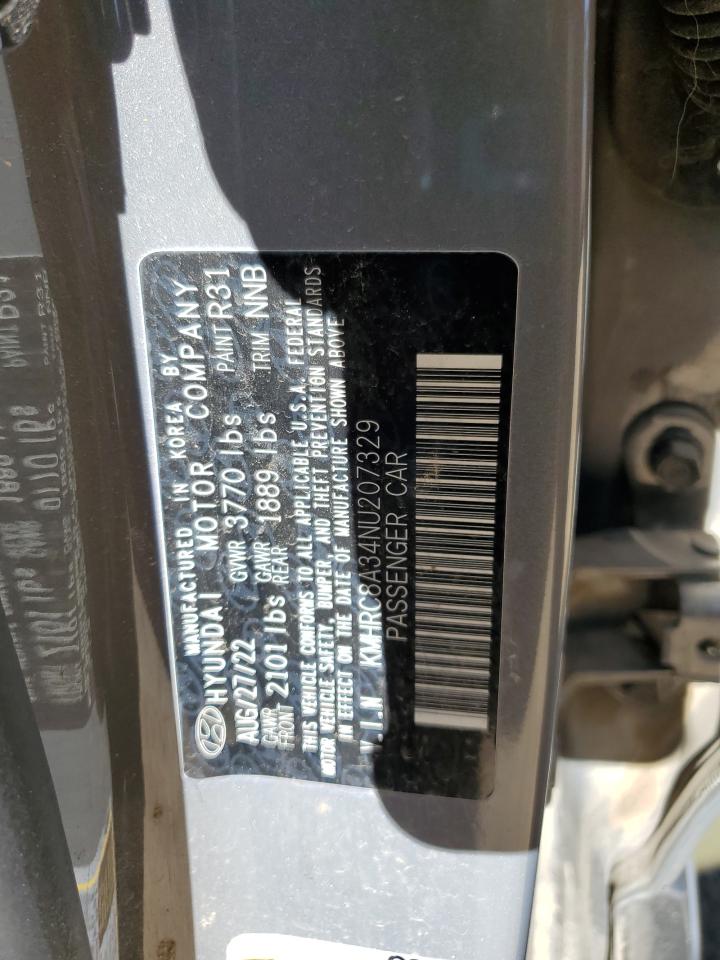 MANUFACTURED IN KOREA BY
HYUNDAI MOTOR COMPANY
AUG/27/22 GVWR 3770 lbs PAINT R31
GAWR FRONT 2101 lbs GAWR REAR 1889 lbs TRIM NNB
THIS VEHICLE CONFORMS TO ALL APPLICABLE U.S.A. FEDERAL
MOTOR VEHICLE SAFETY, BUMPER, AND THEFT PREVENTION STANDARDS
IN EFFECT ON THE DATE OF MANUFACTURE SHOWN ABOVE
V.I.N KMHRC8A34NU207329
PASSENGER CAR